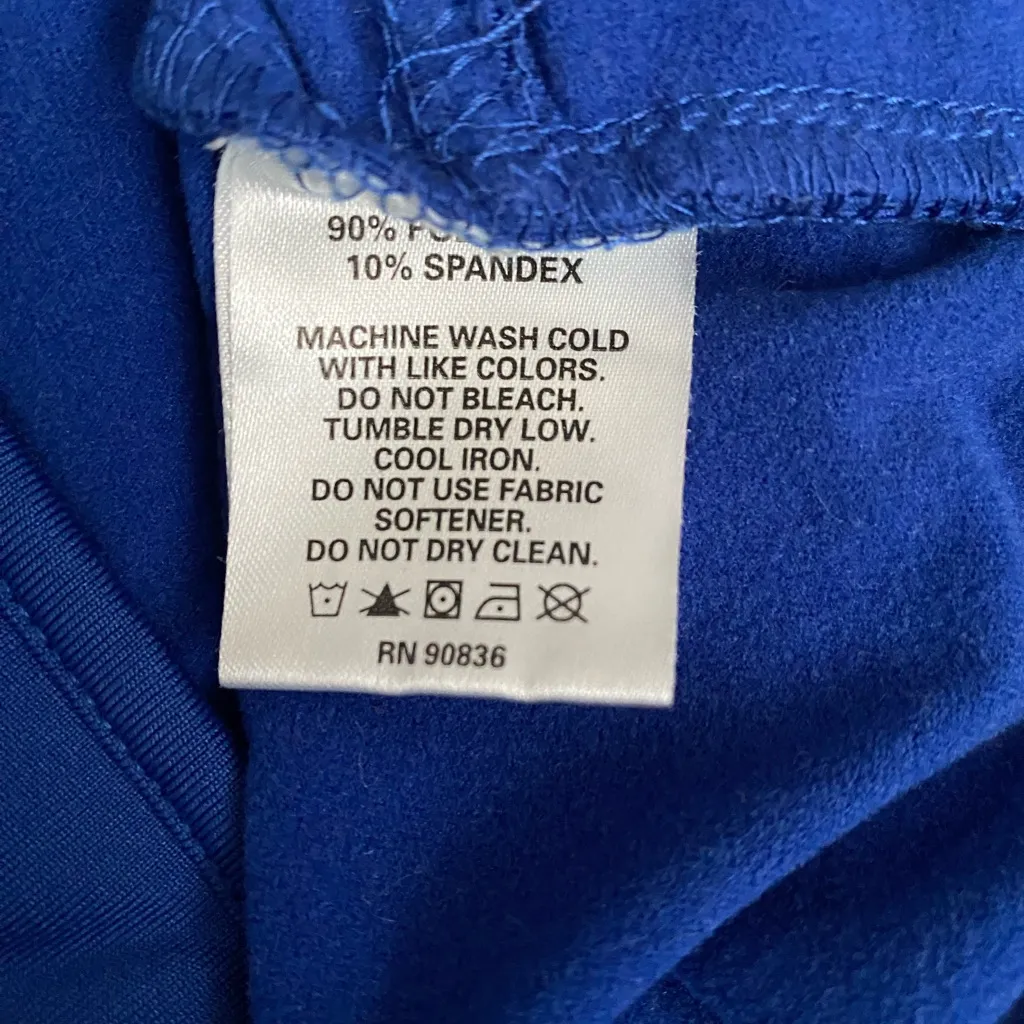 90%
10% SPANDEX
MACHINE WASH COLD
WITH LIKE COLORS.
DO NOT BLEACH.
TUMBLE DRY LOW.
COOL IRON.
DO NOT USE FABRIC
SOFTENER.
DO NOT DRY CLEAN.
RN 90836